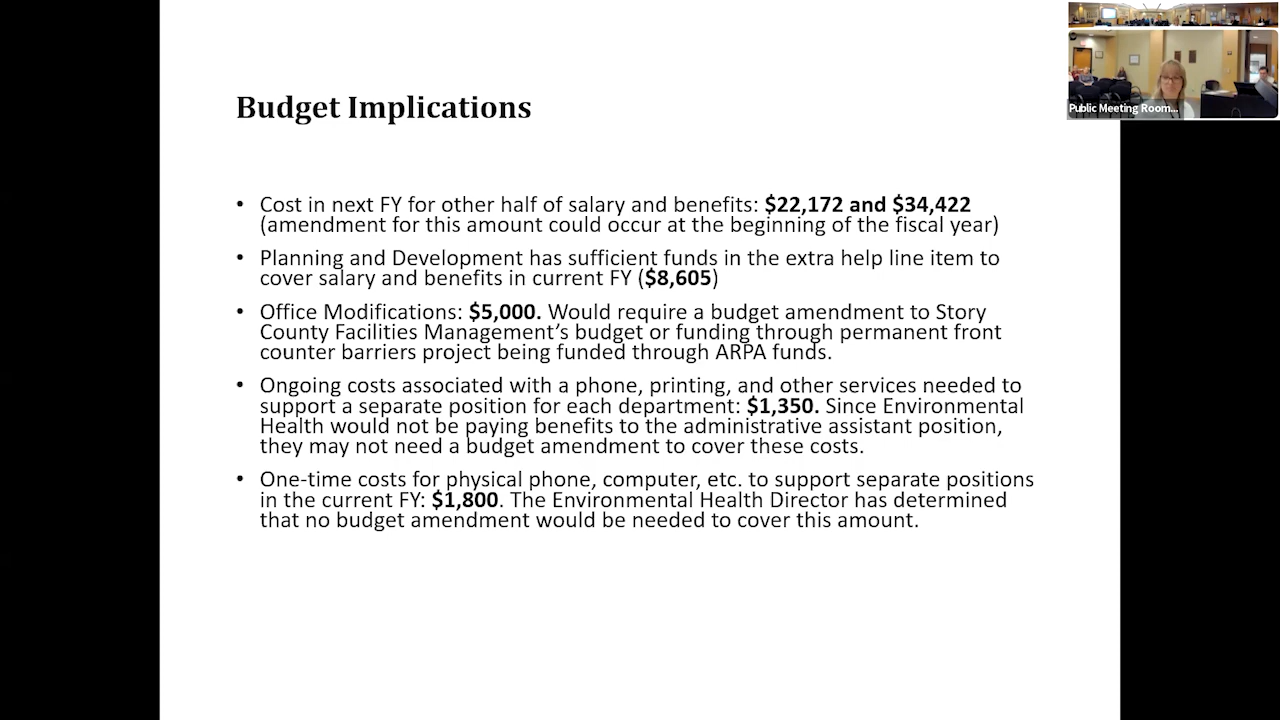 Public Meeting Room...
Budget Implications
• Cost in next FY for other half of salary and benefits: $22,172 and $34,422
(amendment for this amount could occur at the beginning of the fiscal year)
• Planning and Development has sufficient funds in the extra help line item to
cover salary and benefits in current FY ($8,605)
• Office Modifications: $5,000. Would require a budget amendment to Story
County Facilities Management’s budget or funding through permanent front
counter barriers project being funded through ARPA funds.
• Ongoing costs associated with a phone, printing, and other services needed to
support a separate position for each department: $1,350. Since Environmental
Health would not be paying benefits to the administrative assistant position,
they may not need a budget amendment to cover these costs.
• One-time costs for physical phone, computer, etc. to support separate positions
in the current FY: $1,800. The Environmental Health Director has determined
that no budget amendment would be needed to cover this amount.